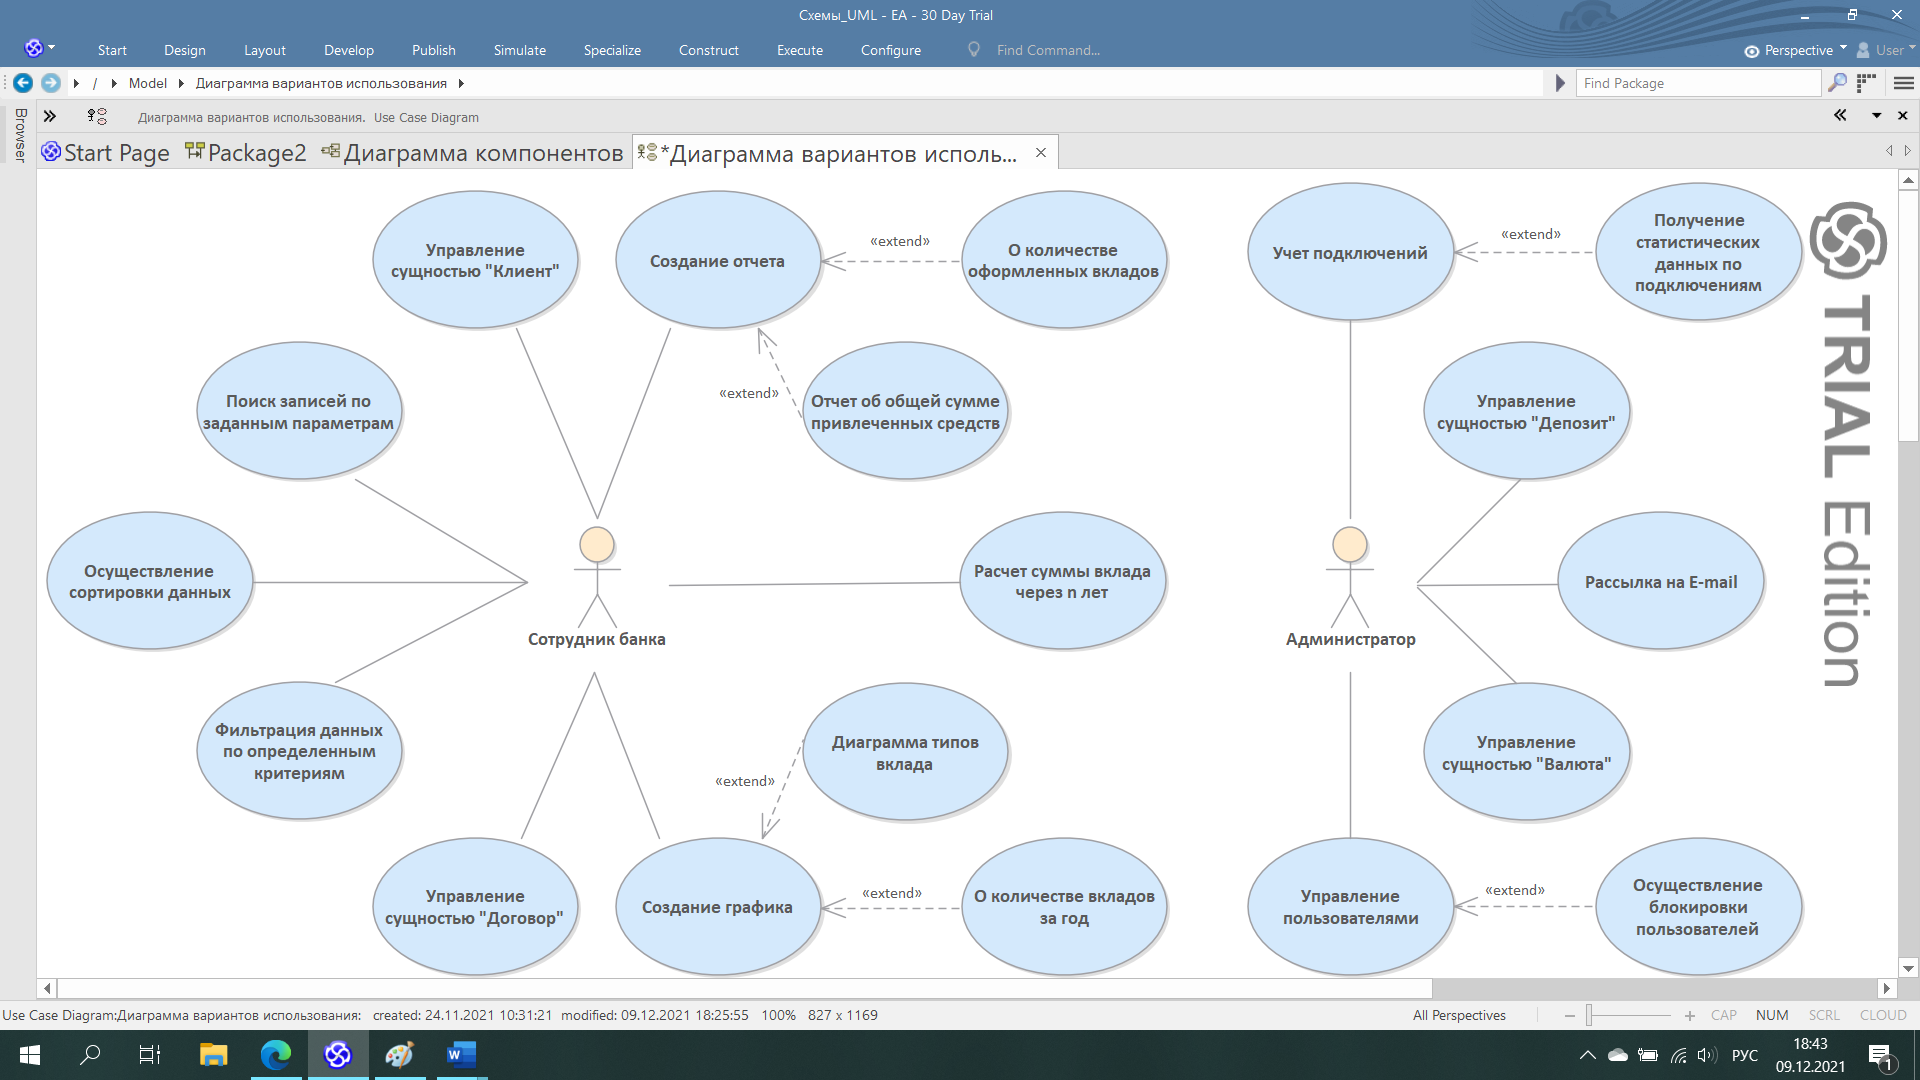 Схемы_UML - EA - 30 Day Trial
Start Design Layout Develop Publish Simulate Specialize Construct Execute Configure Find Command... Perspective User
/ Model Диаграмма вариантов использования Find Package
Browser
Диаграмма вариантов использования. Use Case Diagram
Start Page Package2 Диаграмма компонентов *Диаграмма вариантов исполь...
Управление
сущностью "Клиент"
Создание отчета
«extend»
О количестве
оформленных вкладов
Учет подключений
«extend»
Получение
статистических
данных по
подключениям
Поиск записей по
заданным параметрам
«extend»
Отчет об общей сумме
привлеченных средств
Управление
сущностью "Депозит"
TRIAL Edition
Осуществление
сортировки данных
Сотрудник банка
Расчет суммы вклада
через n лет
Администратор
Рассылка на E-mail
Фильтрация данных
по определенным
критериям
«extend»
Диаграмма типов
вклада
Управление
сущностью "Валюта"
Управление
сущностью "Договор"
Создание графика
«extend»
О количестве вкладов
за год
Управление
пользователями
«extend»
Осуществление
блокировки
пользователей
Use Case Diagram:Диаграмма вариантов использования: created: 24.11.2021 10:31:21 modified: 09.12.2021 18:25:55 100% 827 x 1169 All Perspectives CAP NUM SCRL CLOUD
РУС
18:43
09.12.2021
1